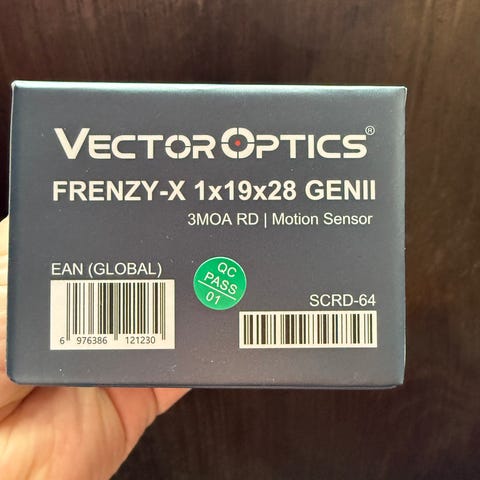 VECTOR OPTICS®
FRENZY-X 1x19x28 GENII
3MOA RD | Motion Sensor
EAN (GLOBAL)
6 976386 121230
QC
PASS
01
SCRD-64